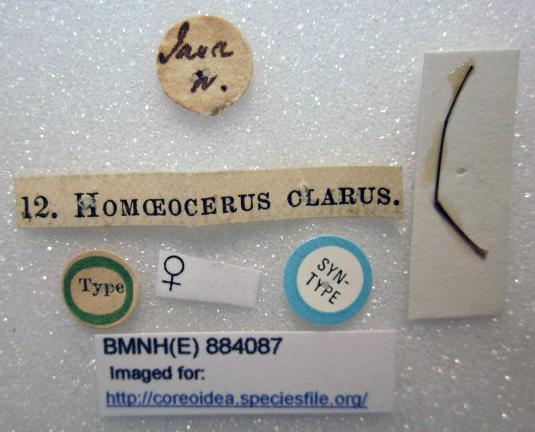 Java
N.
12. HOMŒOCERUS CLARUS.
Type
♀
SYN-
TYPE
BMNH(E) 884087
Imaged for:
http://coreoidea.speciesfile.org/